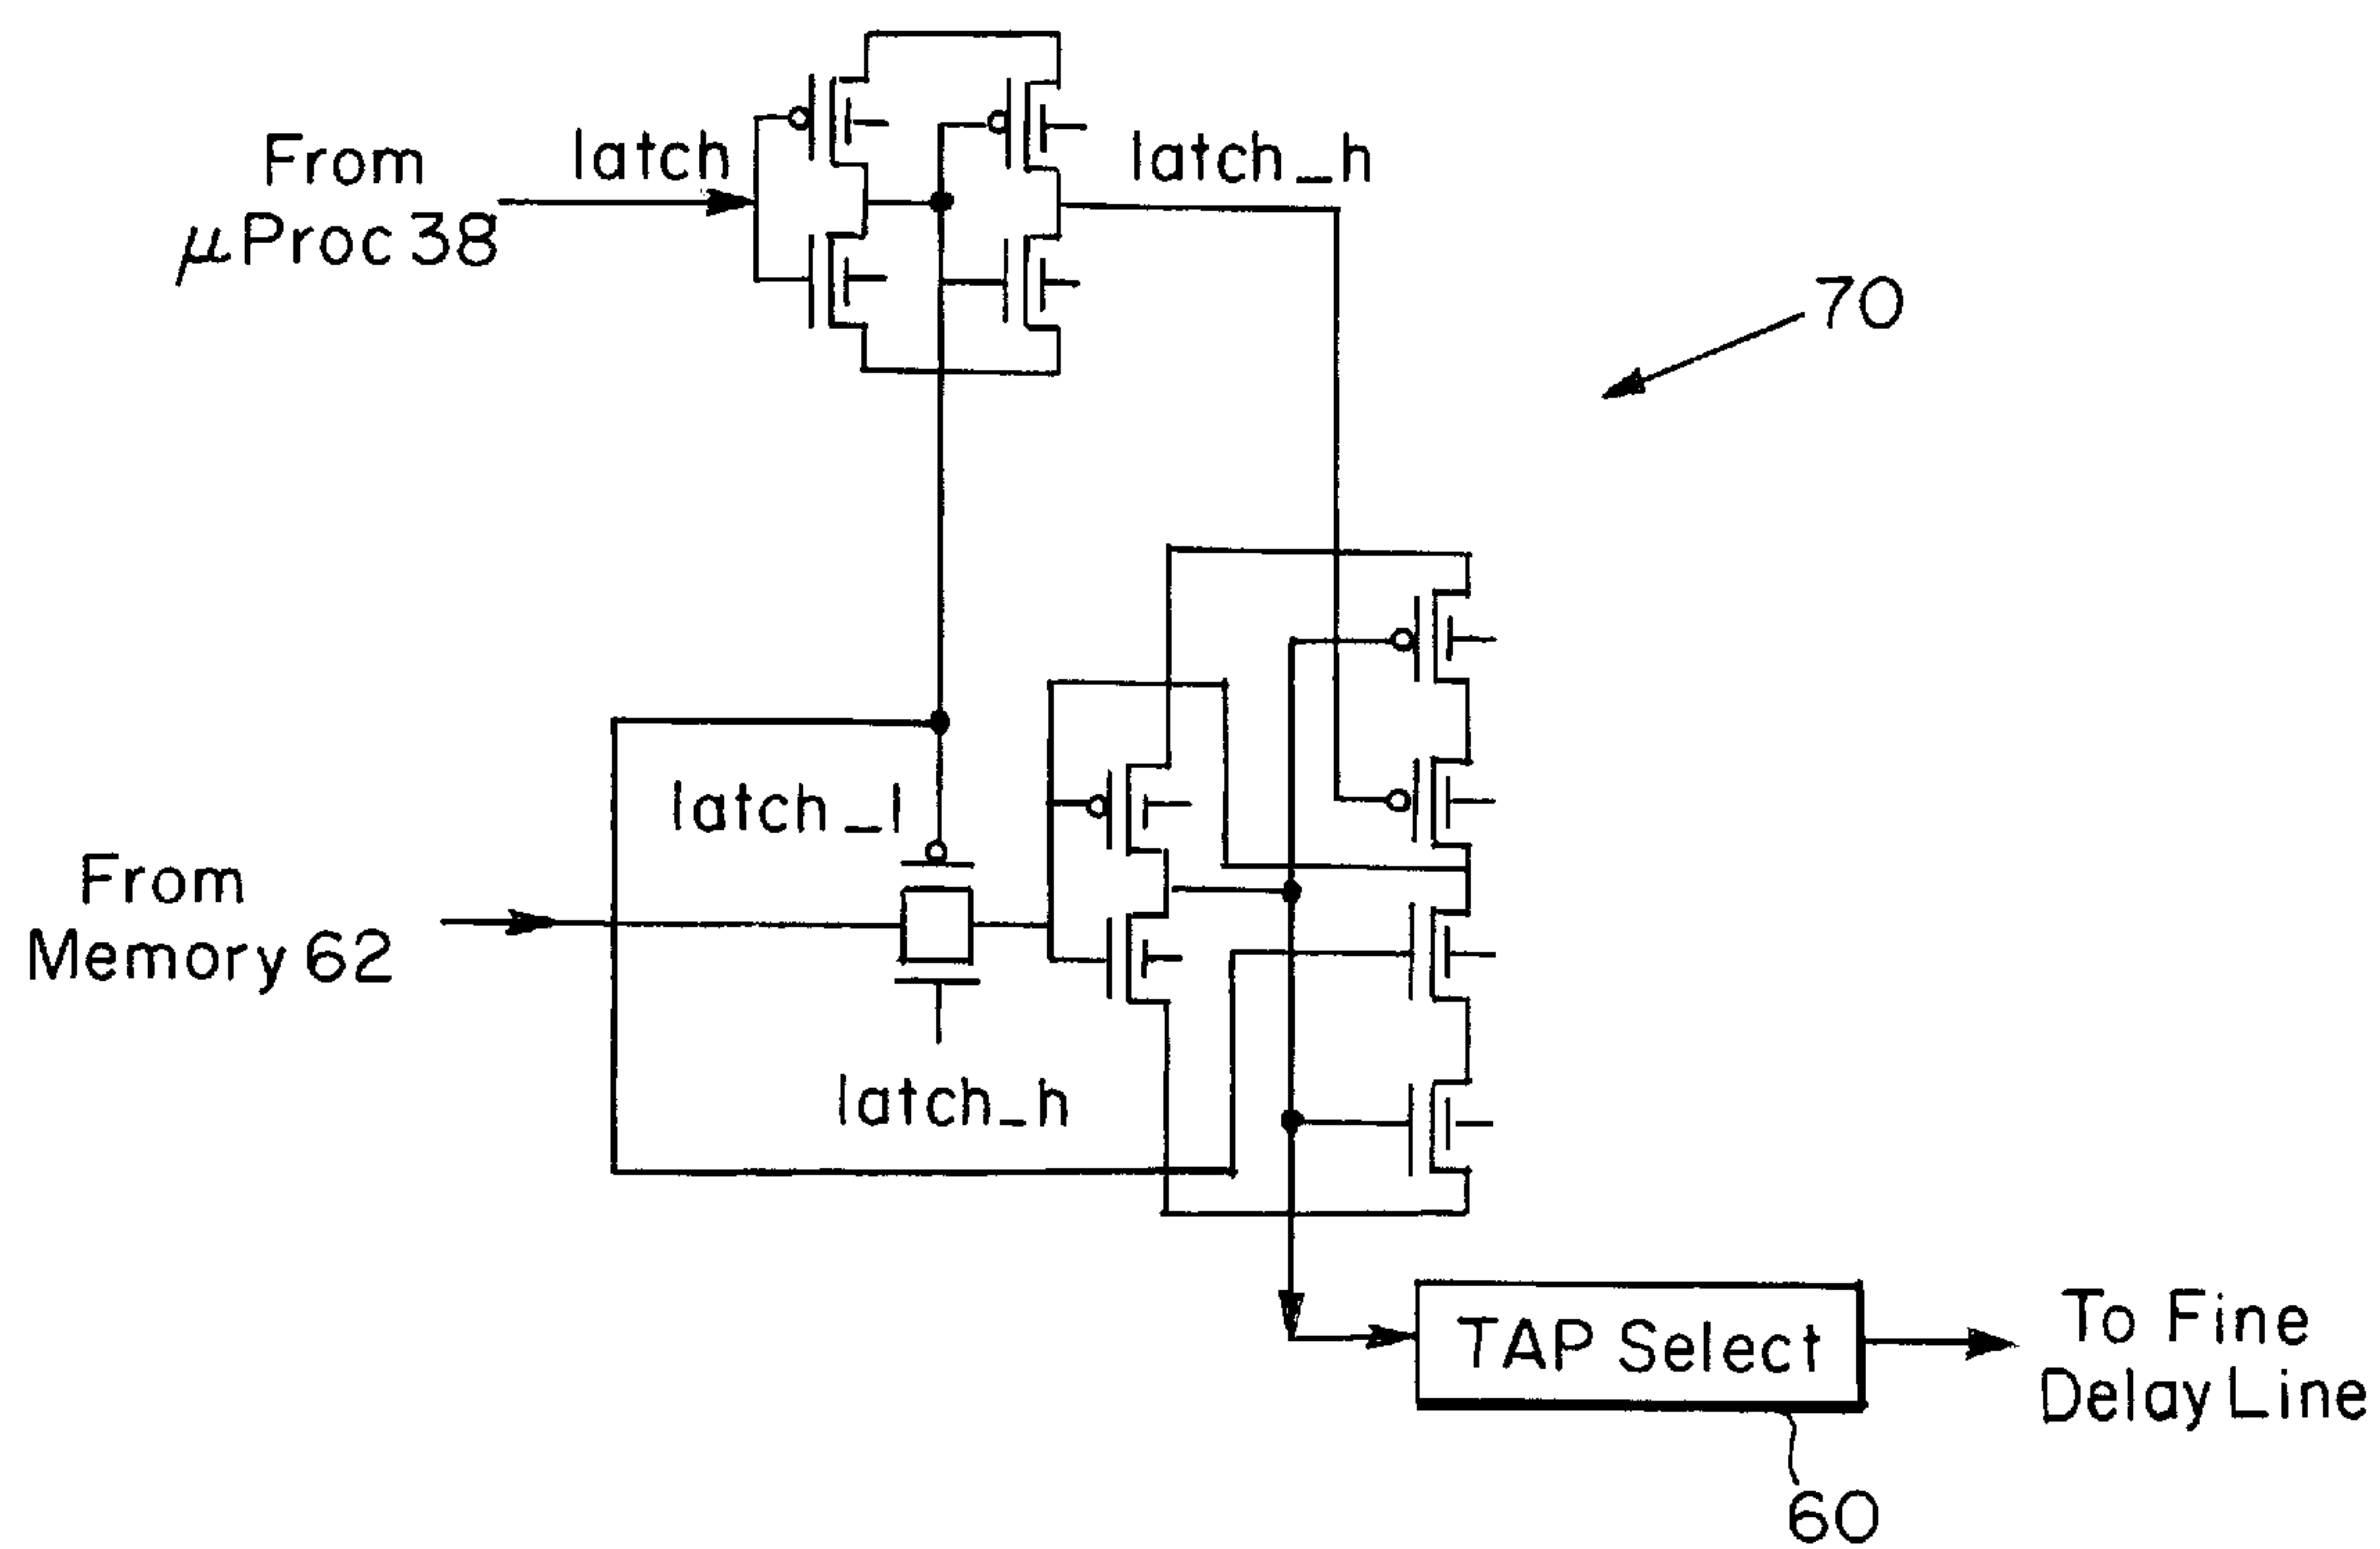 From
μProc 38
latch
latch_h
70
latch_l
From
Memory 62
latch_h
TAP Select
To Fine
Delay Line
60